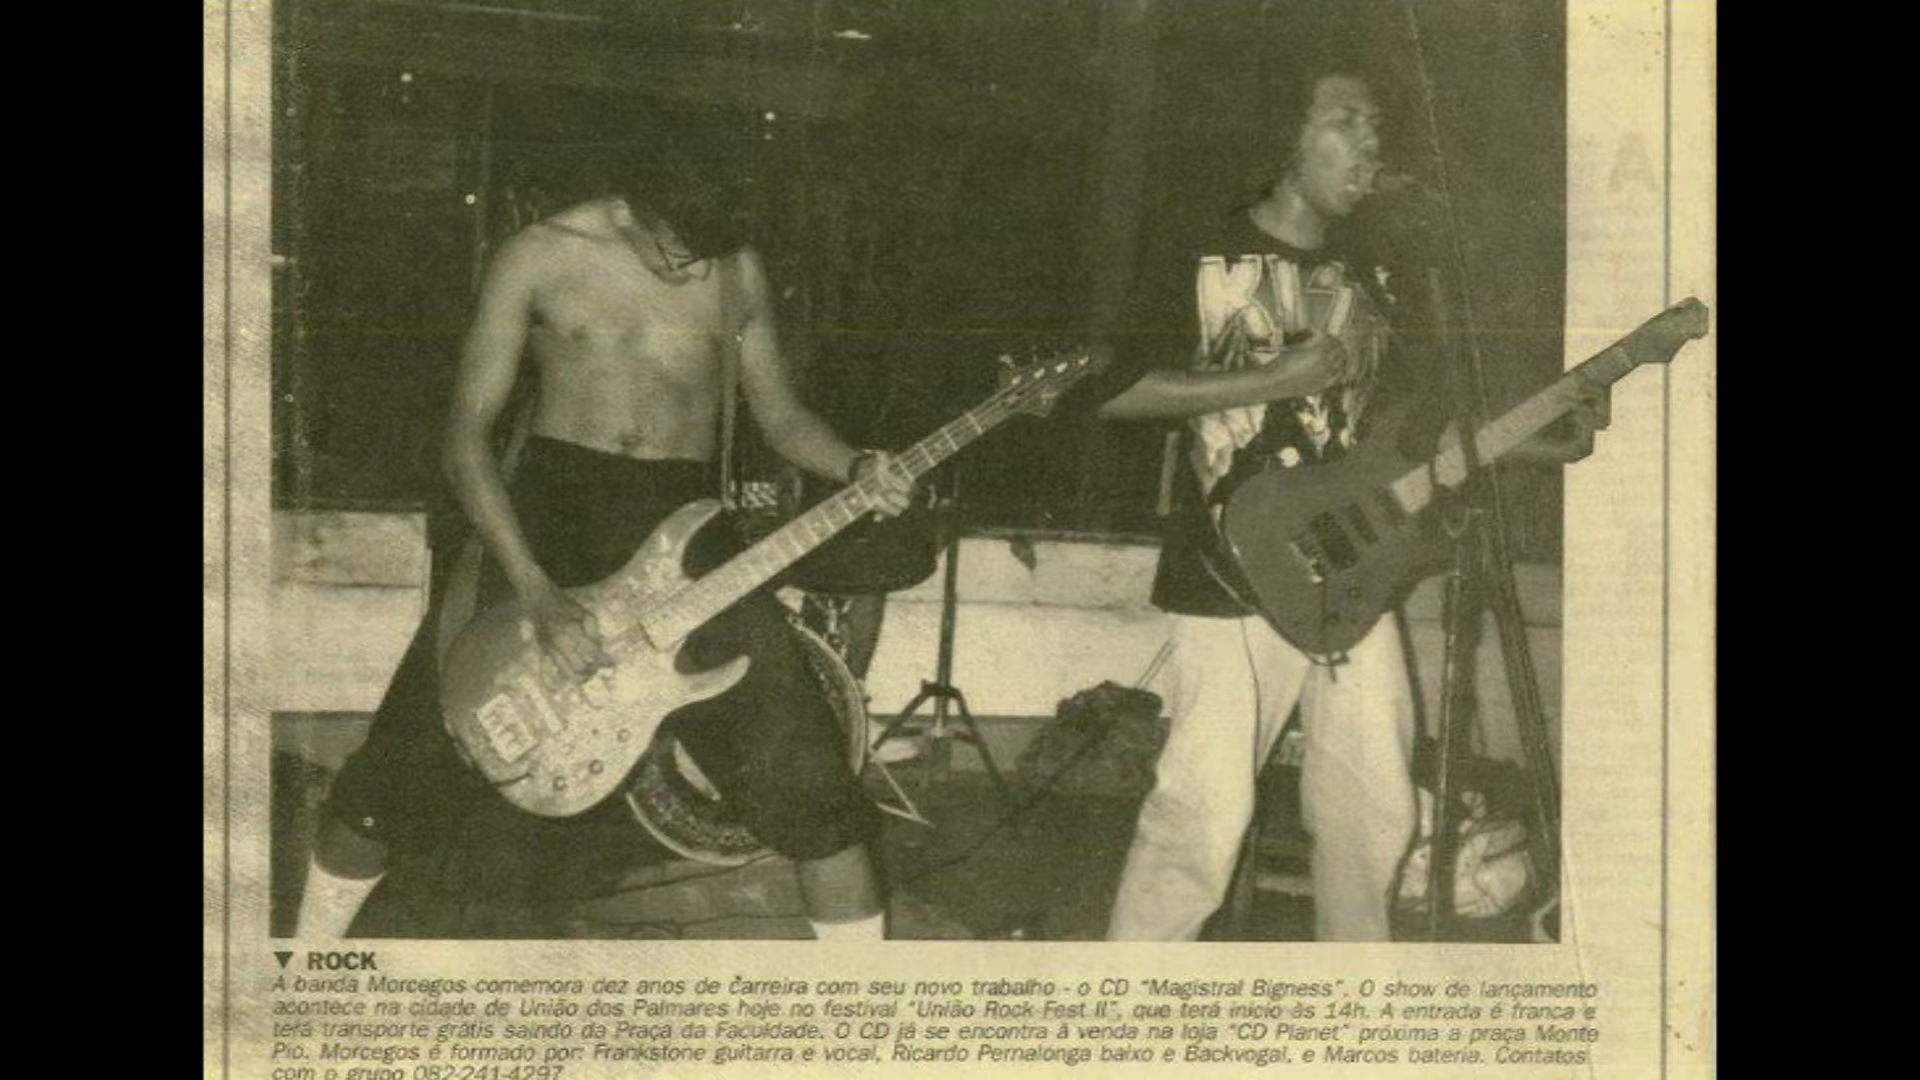 KISS
▼ ROCK
A banda Morcegos comemora dez anos de carreira com seu novo trabalho - o CD "Magistral Bigness". O show de lançamento
acontece na cidade de União dos Palmares hoje no festival "União Rock Fest II", que terá inicio às 14h. A entrada é franca e
terá transporte grátis saindo da Praça da Faculdade. O CD já se encontra à venda na loja "CD Planet" próxima a praça Monte
Pio. Morcegos é formado por: Frankstone guitarra e vocal, Ricardo Pernalonga baixo e Backvogal, e Marcos bateria. Contatos
com o grupo 082-241-4297